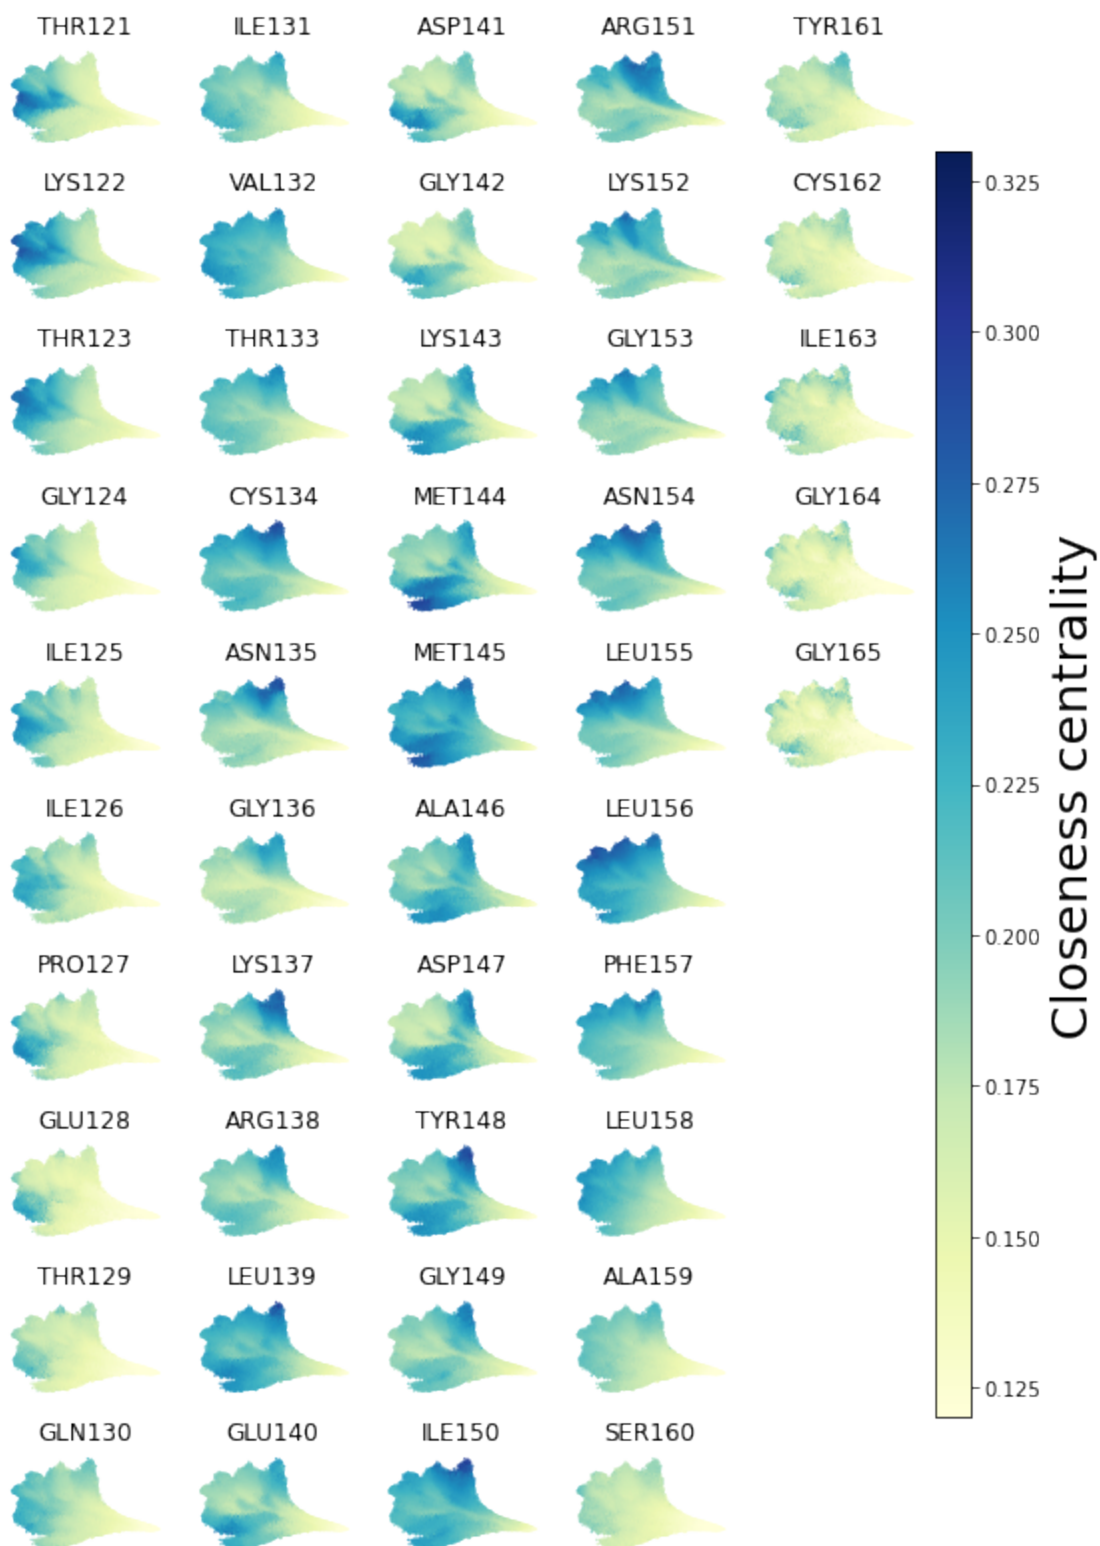 THR121 ILE131 ASP141 ARG151 TYR161
LYS122 VAL132 GLY142 LYS152 CYS162
THR123 THR133 LYS143 GLY153 ILE163
GLY124 CYS134 MET144 ASN154 GLY164
ILE125 ASN135 MET145 LEU155 GLY165
ILE126 GLY136 ALA146 LEU156
PRO127 LYS137 ASP147 PHE157
GLU128 ARG138 TYR148 LEU158
THR129 LEU139 GLY149 ALA159
GLN130 GLU140 ILE150 SER160
0.325
0.300
0.275
0.250
0.225
0.200
0.175
0.150
0.125
Closeness centrality